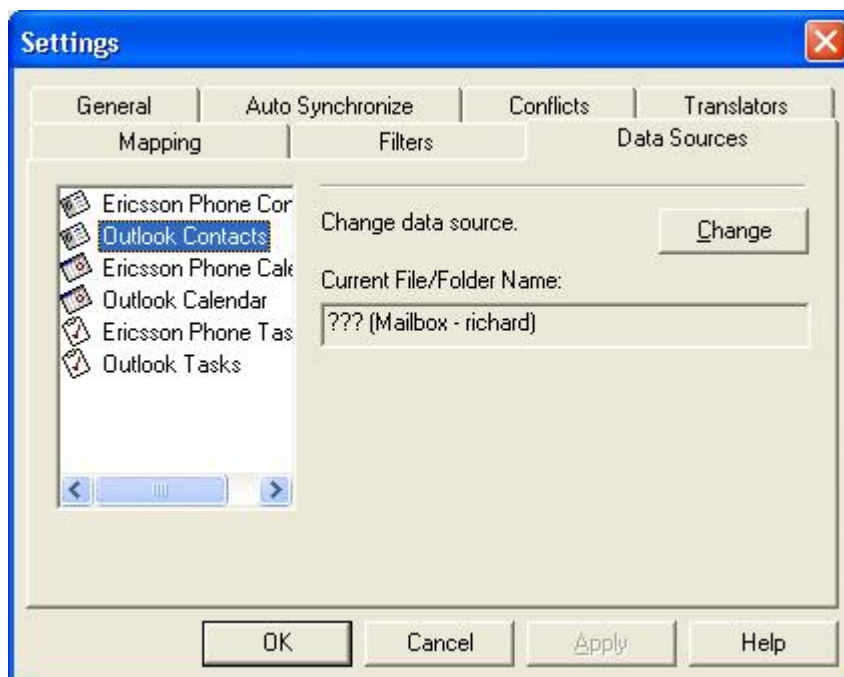 Settings
General Auto Synchronize Conflicts Translators
Mapping Filters Data Sources
Ericsson Phone Cor
Outlook Contacts
Ericsson Phone Cale
Outlook Calendar
Ericsson Phone Tas
Outlook Tasks
Change data source.
Change
Current File/Folder Name:
??? (Mailbox - richard)
OK Cancel Apply Help